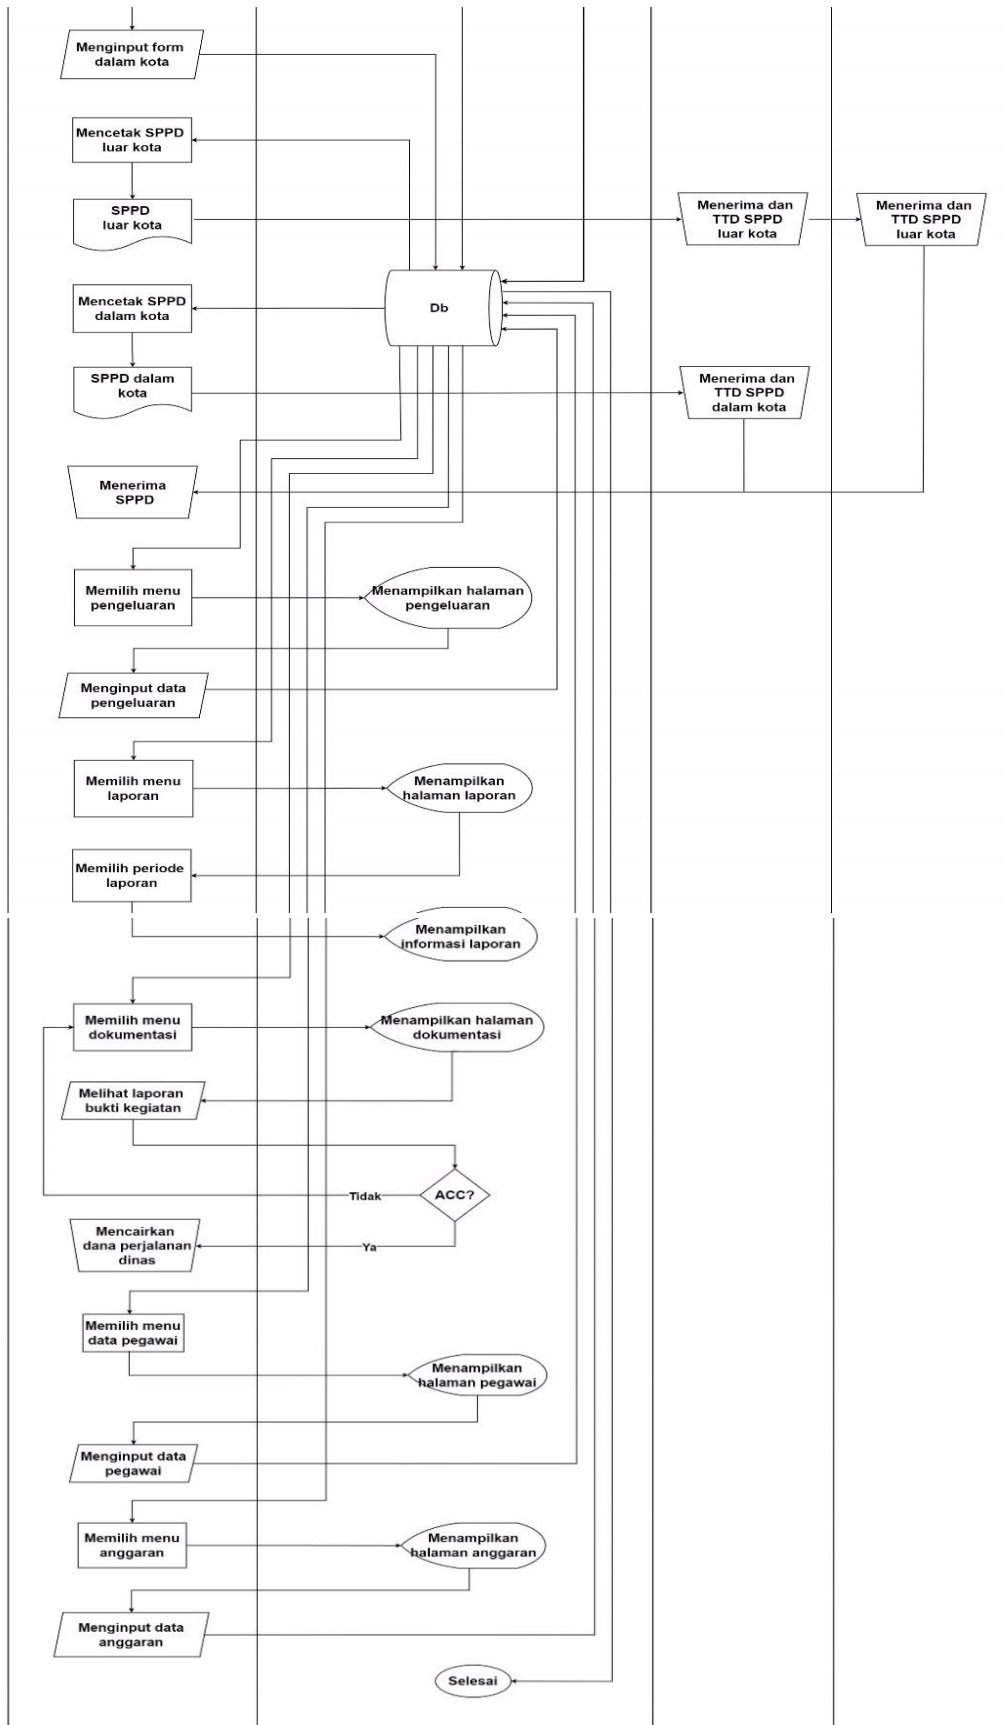 Menginput form
dalam kota
Mencetak SPPD
luar kota
SPPD
luar kota
Menerima dan
TTD SPPD
luar kota
Menerima dan
TTD SPPD
luar kota
Mencetak SPPD
dalam kota
Db
SPPD dalam
kota
Menerima dan
TTD SPPD
dalam kota
Menerima
SPPD
Memilih menu
pengeluaran
Menampilkan halaman
pengeluaran
Menginput data
pengeluaran
Memilih menu
laporan
Menampilkan
halaman laporan
Memilih periode
laporan
Menampilkan
informasi laporan
Memilih menu
dokumentasi
Menampilkan halaman
dokumentasi
Melihat laporan
bukti kegiatan
ACC?
Tidak
Mencairkan
dana perjalanan
dinas
Ya
Memilih menu
data pegawai
Menampilkan
halaman pegawai
Menginput data
pegawai
Memilih menu
anggaran
Menampilkan
halaman anggaran
Menginput data
anggaran
Selesai